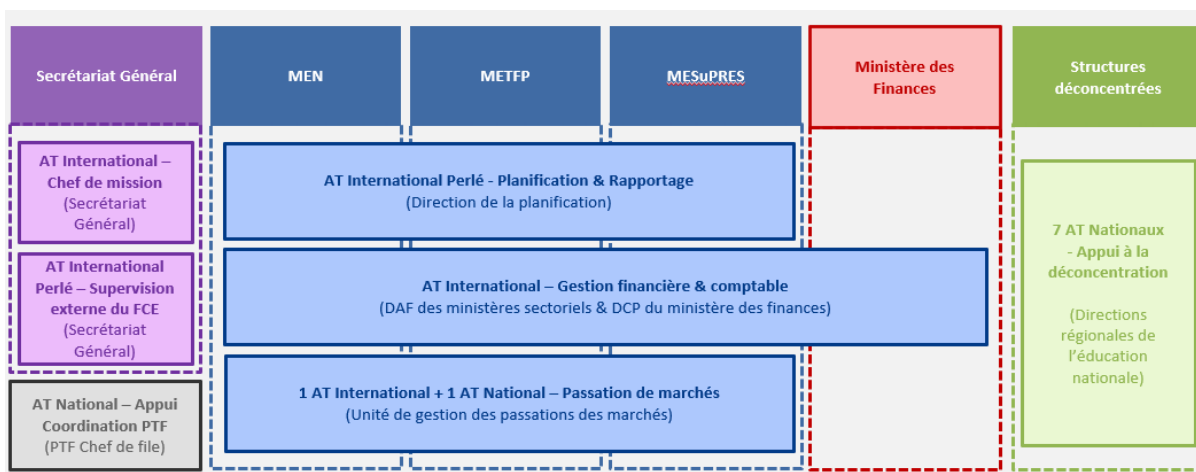 Secrétariat Général
MEN
METFP
MESuPRES
Ministère des
Finances
Structures
déconcentrées
AT International –
Chef de mission
(Secrétariat
Général)
AT International
Perlé – Supervision
externe du FCE
(Secrétariat
Général)
AT National – Appui
Coordination PTF
(PTF Chef de file)
AT International Perlé - Planification & Rapportage
(Direction de la planification)
AT International – Gestion financière & comptable
(DAF des ministères sectoriels & DCP du ministère des finances)
1 AT International + 1 AT National – Passation de marchés
(Unité de gestion des passations des marchés)
7 AT Nationaux
- Appui à la
déconcentration
(Directions
régionales de
l’éducation
nationale)